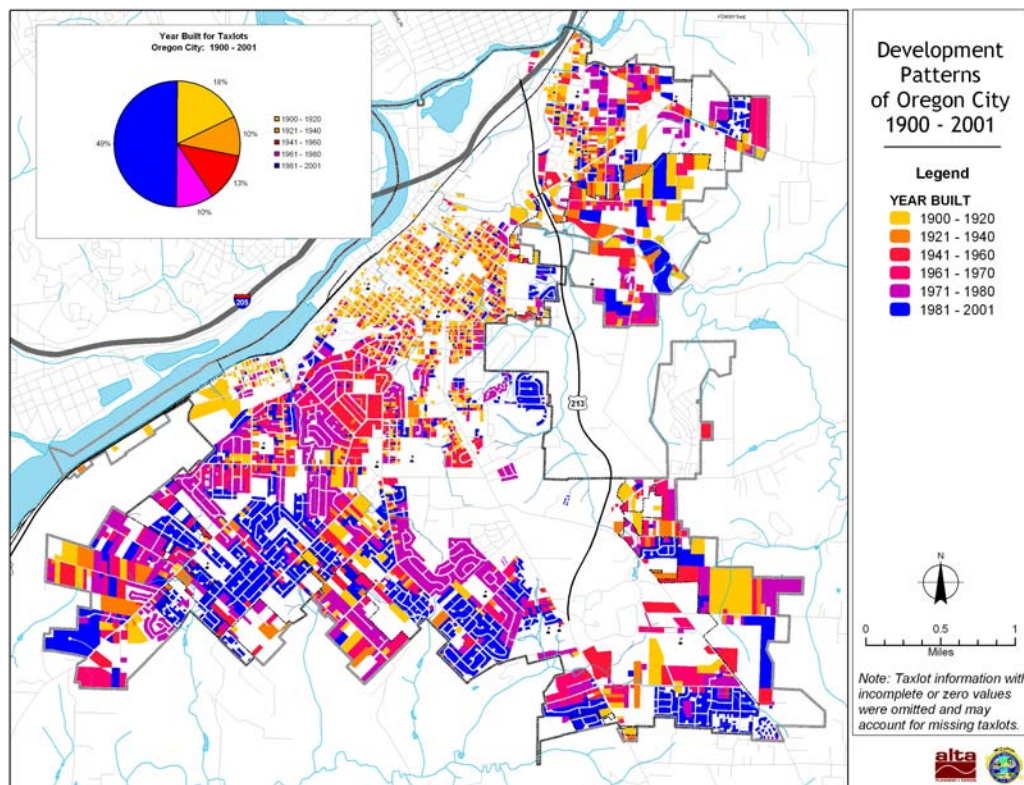 Year Built for Taxlots
Oregon City: 1900 - 2001
18%
10%
13%
10%
49%
1900 - 1920
1921 - 1940
1941 - 1960
1961 - 1980
1981 - 2001
205
213
Development
Patterns
of Oregon City
1900 - 2001
Legend
YEAR BUILT
1900 - 1920
1921 - 1940
1941 - 1960
1961 - 1970
1971 - 1980
1981 - 2001
N
0
0.5
1
Miles
Note: Taxlot information with
incomplete or zero values
were omitted and may
account for missing taxlots.
alta